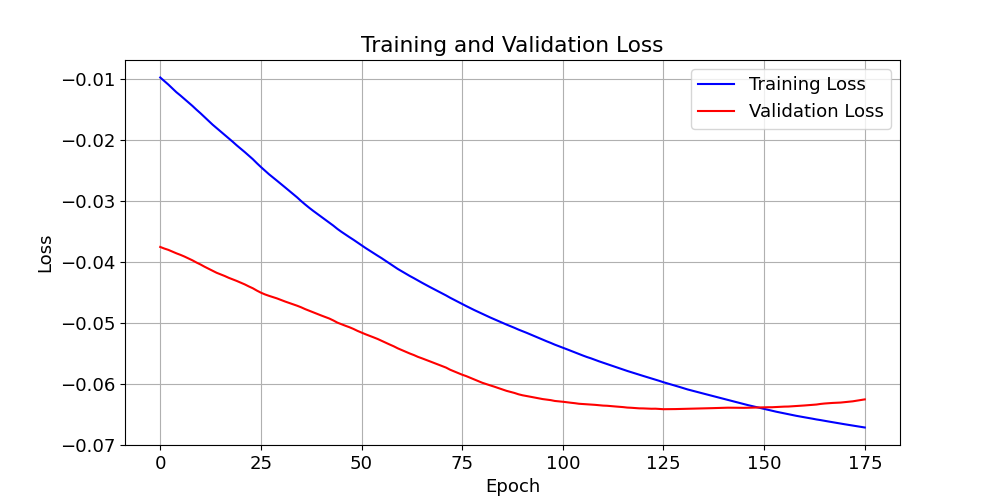 Training and Validation Loss
Training Loss
Validation Loss
−0.01
−0.02
−0.03
−0.04
−0.05
−0.06
−0.07
Loss
0 25 50 75 100 125 150 175
Epoch